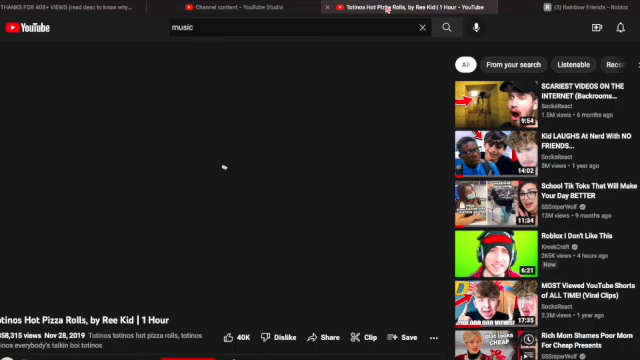 THANKS FOR 408+ VIEWS (read desc to know why...
Channel content - YouTube Studio
Totinos Hot Pizza Rolls, by Ree Kid | 1 Hour - YouTube
(3) Rainbow Friends - Roblox
YouTube
music
All
From your search
Listenable
Rece
SCARIEST VIDEOS ON THE
INTERNET (Backrooms...
SocksReact
1.5M views • 6 months ago
9:54
Kid LAUGHS At Nerd With NO
FRIENDS...
SocksReact
3M views • 1 year ago
14:02
School Tik Toks That Will Make
Your Day BETTER
SSSniperWolf
13M views • 9 months ago
11:34
Roblox I Don't Like This
KreekCraft
265K views • 4 hours ago
New
6:21
MOST Viewed YouTube Shorts
of ALL TIME! (Viral Clips)
SocksReact
2.2M views • 1 year ago
17:35
Rich Mom Shames Poor Mom
For Cheap Presents
LOOKS
CHEAP
otinos Hot Pizza Rolls, by Ree Kid | 1 Hour
58,315 views Nov 28, 2019 Totinos totinos hot pizza rolls, totinos
otinos everybody's talkin boi totinos
40K
Dislike
Share
Clip
Save